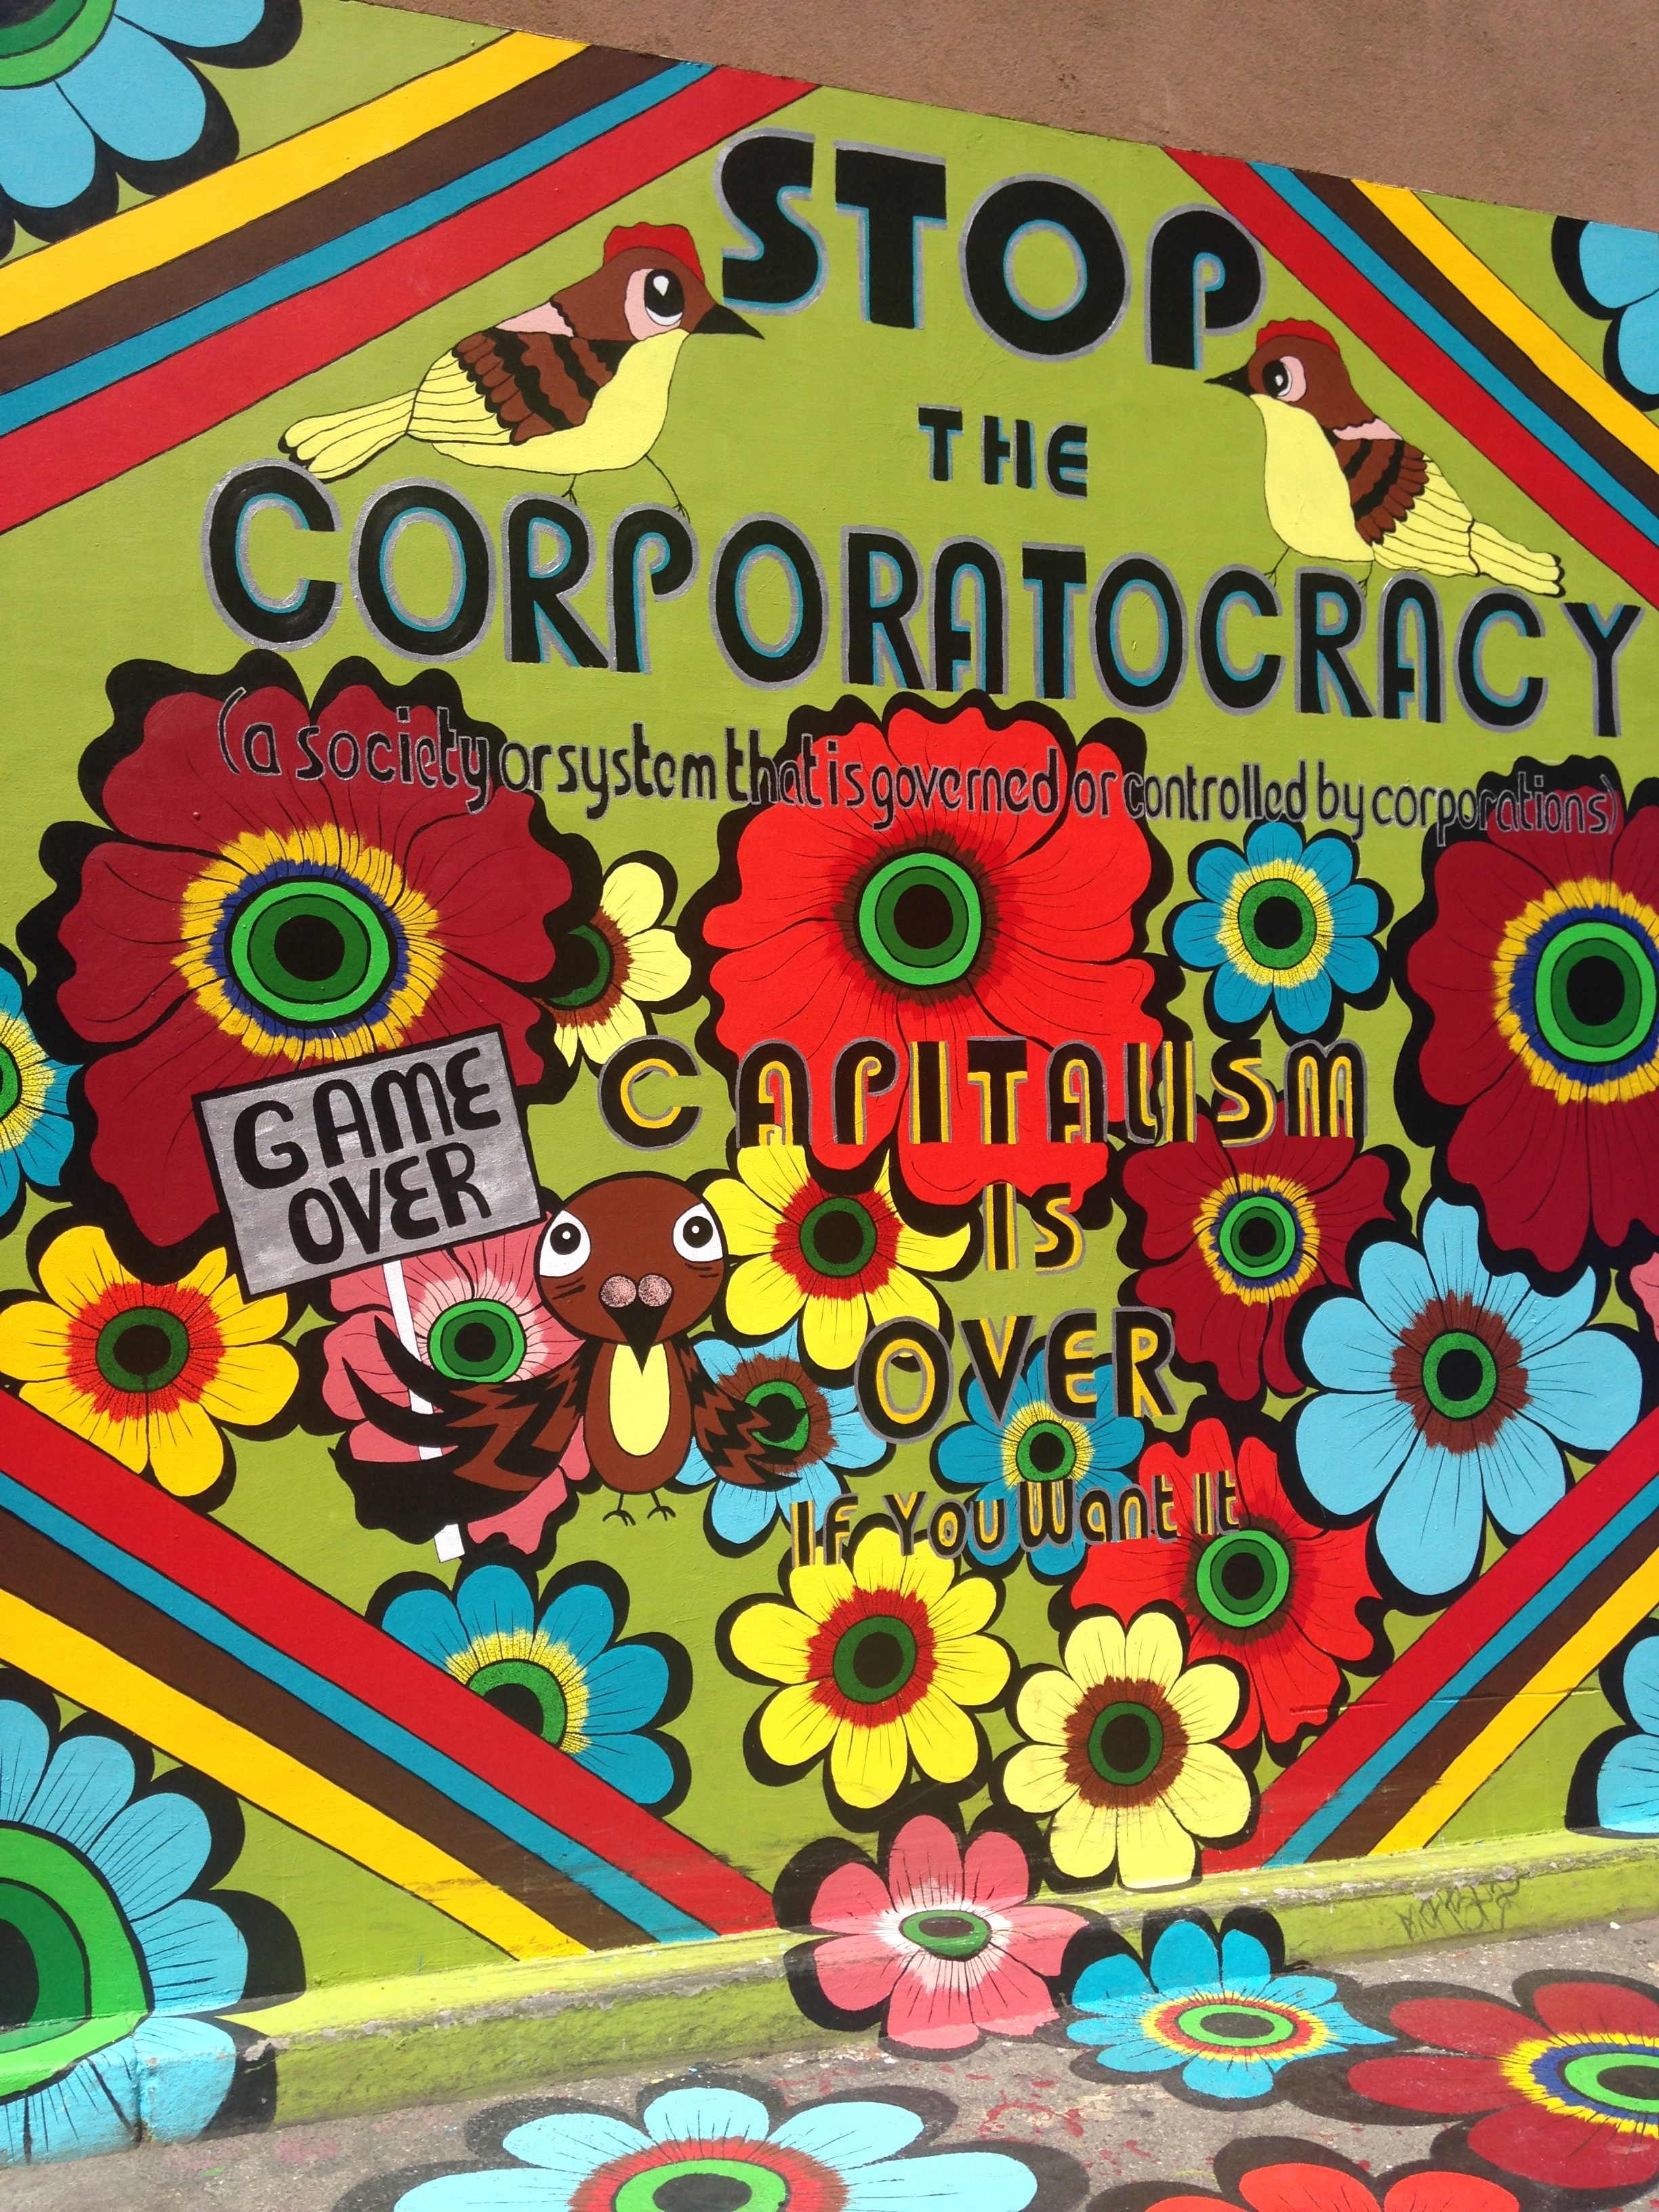 STOP
THE
CORPORATOCRACY
(a society or system that is governed or controlled by corporations)
GAME
OVER
CAPITALISM
IS
OVER
If You Want It